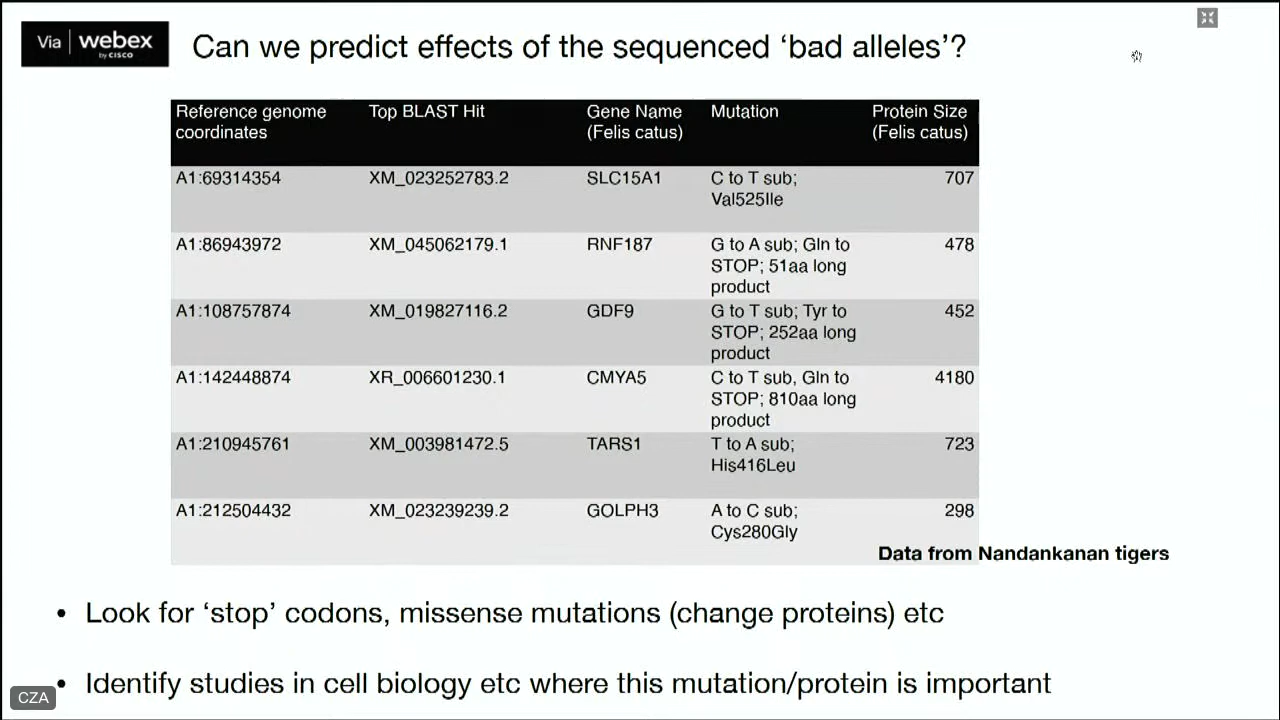 Via webex
by CISCO
Can we predict effects of the sequenced ‘bad alleles’?
Reference genome coordinates Top BLAST Hit Gene Name (Felis catus) Mutation Protein Size (Felis catus)
A1:69314354 XM_023252783.2 SLC15A1 C to T sub; Val525Ile 707
A1:86943972 XM_045062179.1 RNF187 G to A sub; Gln to STOP; 51aa long product 478
A1:108757874 XM_019827116.2 GDF9 G to T sub; Tyr to STOP; 252aa long product 452
A1:142448874 XR_006601230.1 CMYA5 C to T sub, Gln to STOP; 810aa long product 4180
A1:210945761 XM_003981472.5 TARS1 T to A sub; His416Leu 723
A1:212504432 XM_023239239.2 GOLPH3 A to C sub; Cys280Gly 298
Data from Nandankanan tigers
• Look for ‘stop’ codons, missense mutations (change proteins) etc
• Identify studies in cell biology etc where this mutation/protein is important
CZA